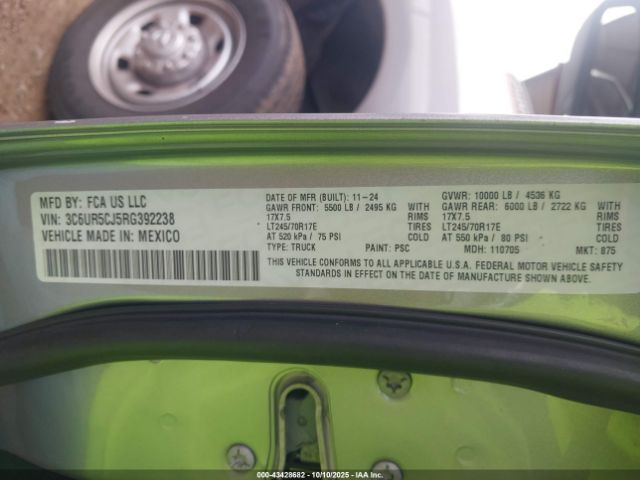 MFD BY: FCA US LLC
VIN: 3C6UR5CJ5RG392238
VEHICLE MADE IN: MEXICO
DATE OF MFR (BUILT): 11-24 GVWR: 10000 LB / 4536 KG
GAWR FRONT: 5500 LB / 2495 KG WITH GAWR REAR: 6000 LB / 2722 KG WITH
17X7.5 RIMS 17X7.5 RIMS
LT245/70R17E TIRES LT245/70R17E TIRES
AT 520 kPa / 75 PSI COLD AT 550 kPa / 80 PSI COLD
TYPE: TRUCK PAINT: PSC MDH: 110705 MKT: 875
THIS VEHICLE CONFORMS TO ALL APPLICABLE U.S.A. FEDERAL MOTOR VEHICLE SAFETY
STANDARDS IN EFFECT ON THE DATE OF MANUFACTURE SHOWN ABOVE.
000-43428682 - 10/10/2025 - IAA Inc.